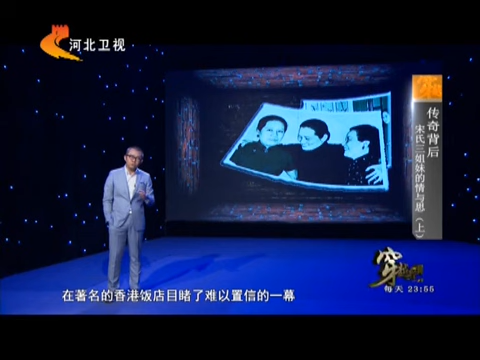 河北卫视
传奇背后
宋氏三姐妹的情与思（上）
每天 23:55
在著名的香港饭店目睹了难以置信的一幕